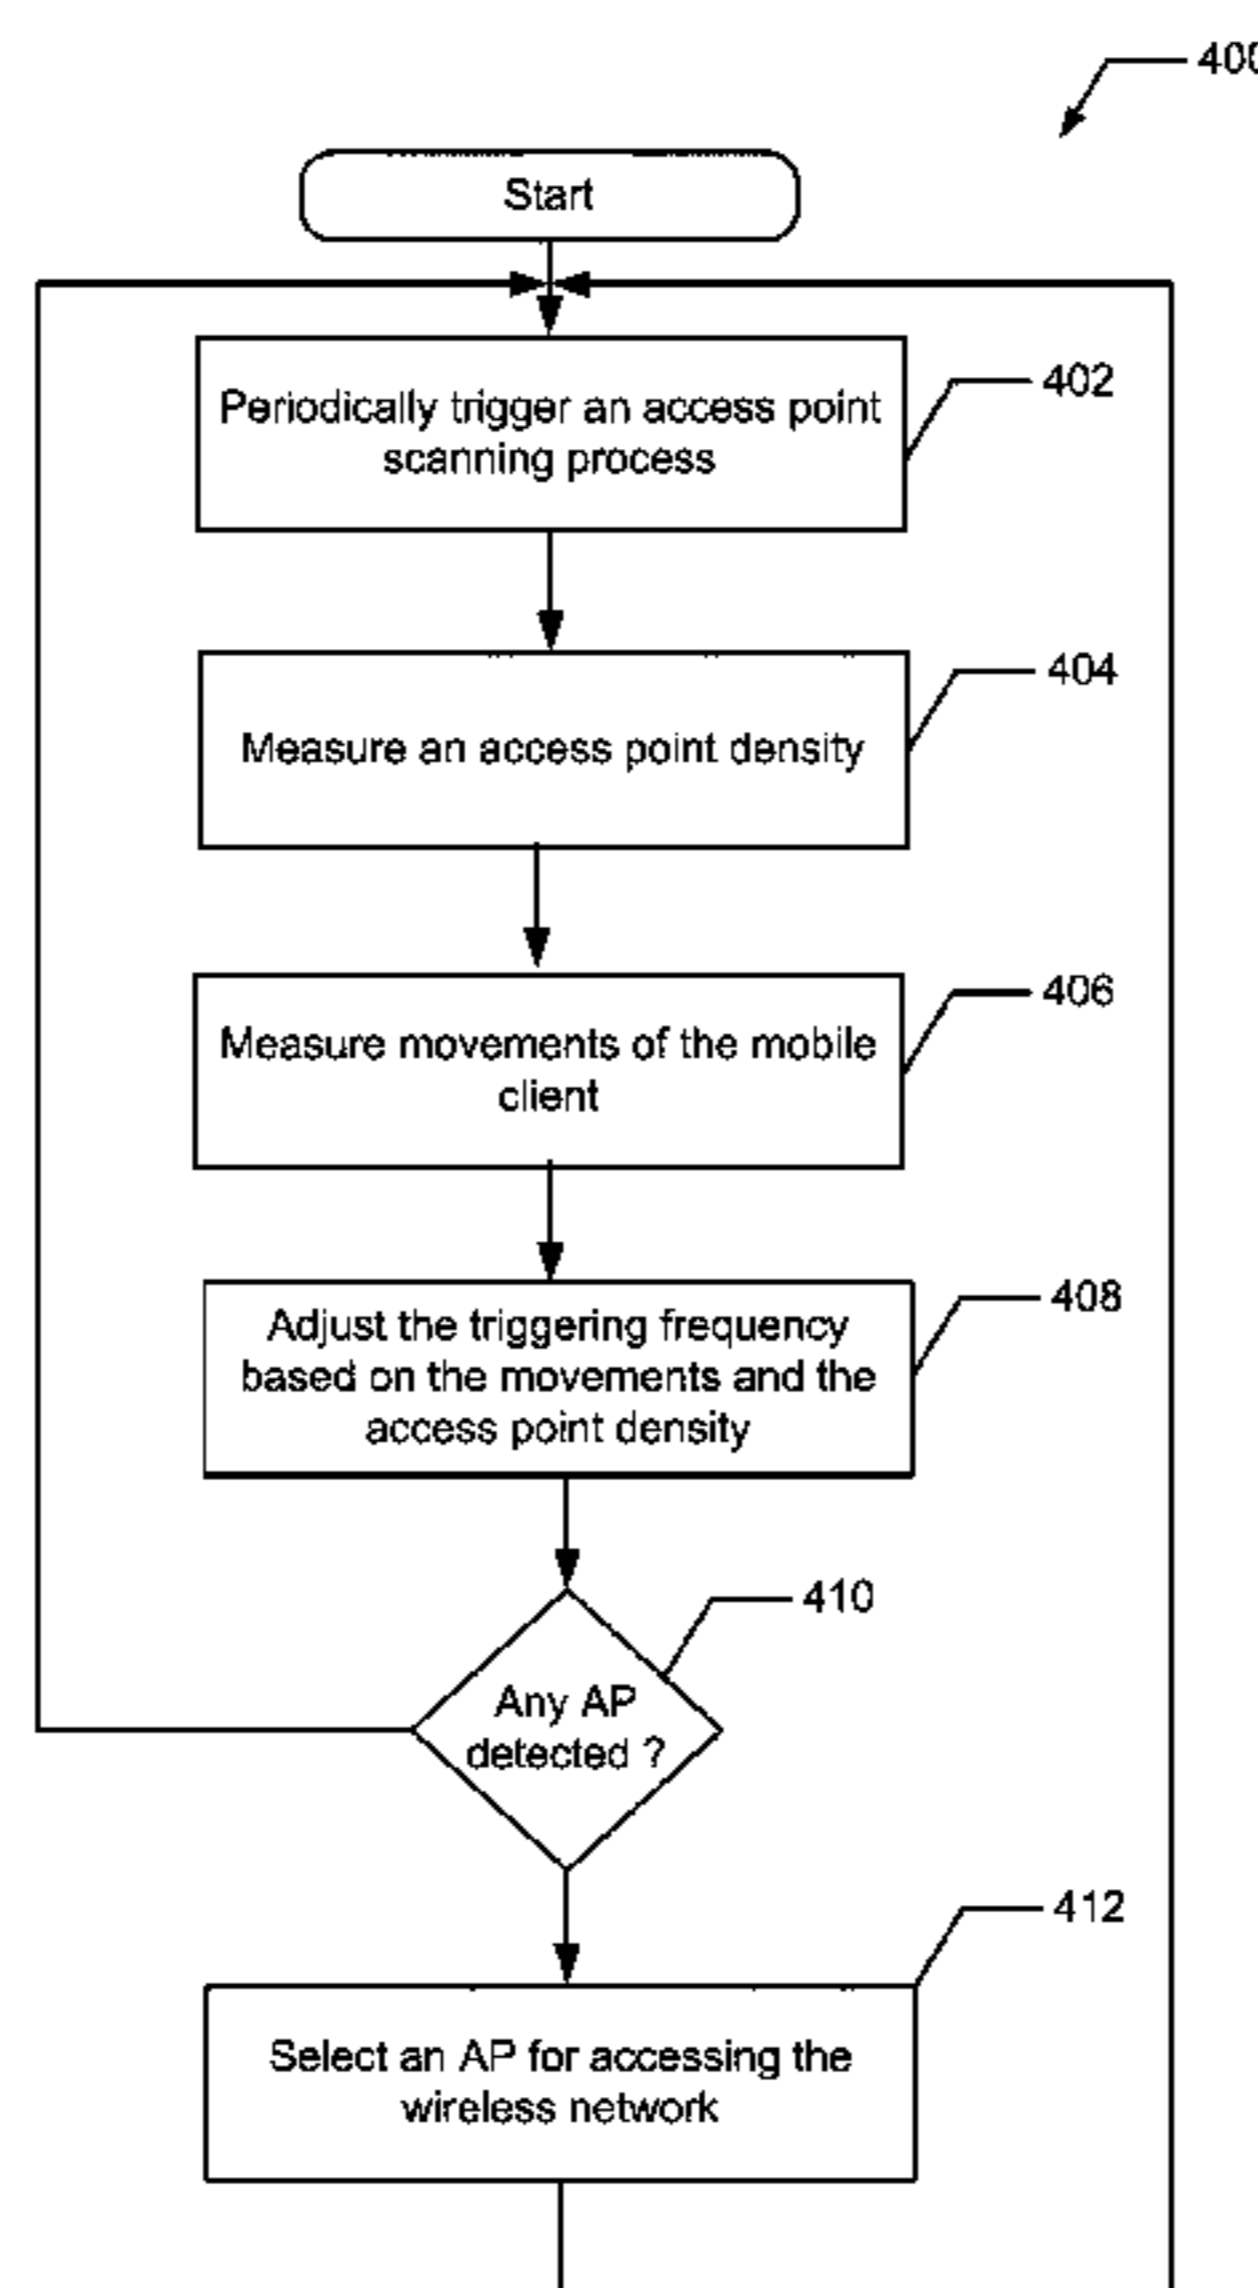 400
Start
Periodically trigger an access point
scanning process
402
Measure an access point density
404
Measure movements of the mobile
client
406
Adjust the triggering frequency
based on the movements and the
access point density
408
Any AP
detected ?
410
Select an AP for accessing the
wireless network
412